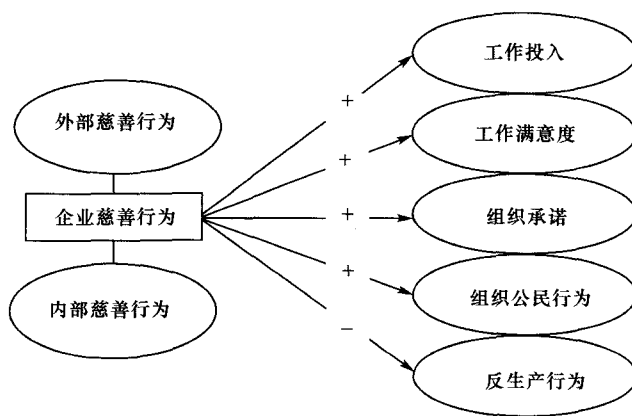 外部慈善行为
企业慈善行为
内部慈善行为
+
+
+
+
−
工作投入
工作满意度
组织承诺
组织公民行为
反生产行为